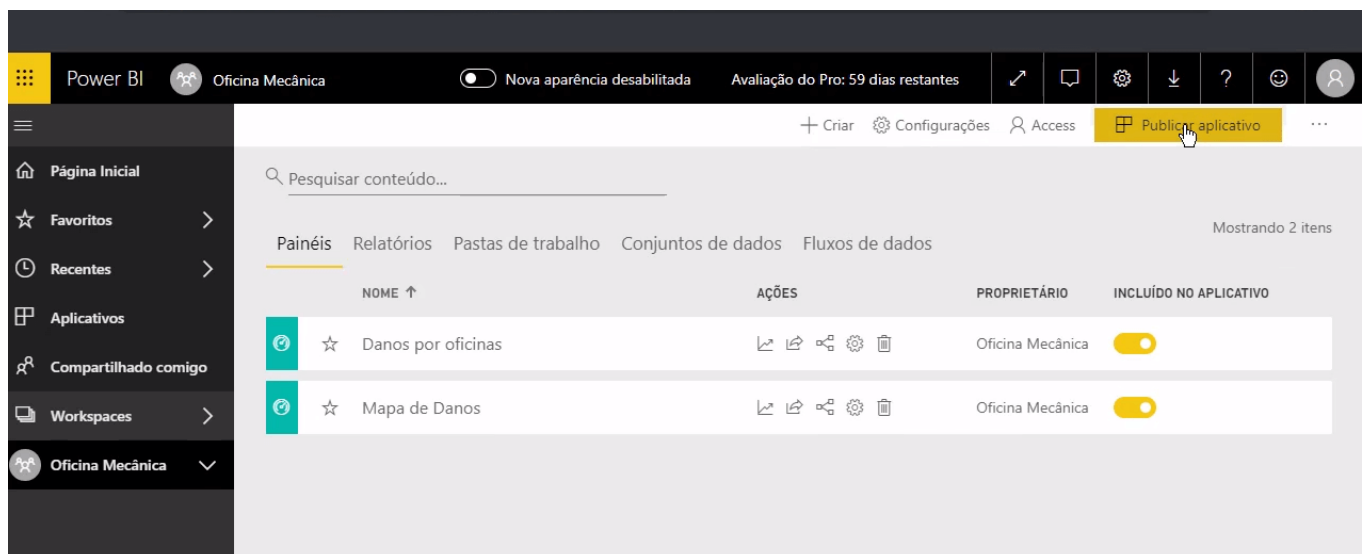 Power BI Oficina Mecânica Nova aparência desabilitada Avaliação do Pro: 59 dias restantes ?
+ Criar Configurações Access Publicar aplicativo ...
Página Inicial
Pesquisar conteúdo...
Favoritos
Mostrando 2 itens
Painéis Relatórios Pastas de trabalho Conjuntos de dados Fluxos de dados
Recentes
NOME ↑ AÇÕES PROPRIETÁRIO INCLUÍDO NO APLICATIVO
Aplicativos
Danos por oficinas Oficina Mecânica
Compartilhado comigo
Mapa de Danos Oficina Mecânica
Workspaces
Oficina Mecânica